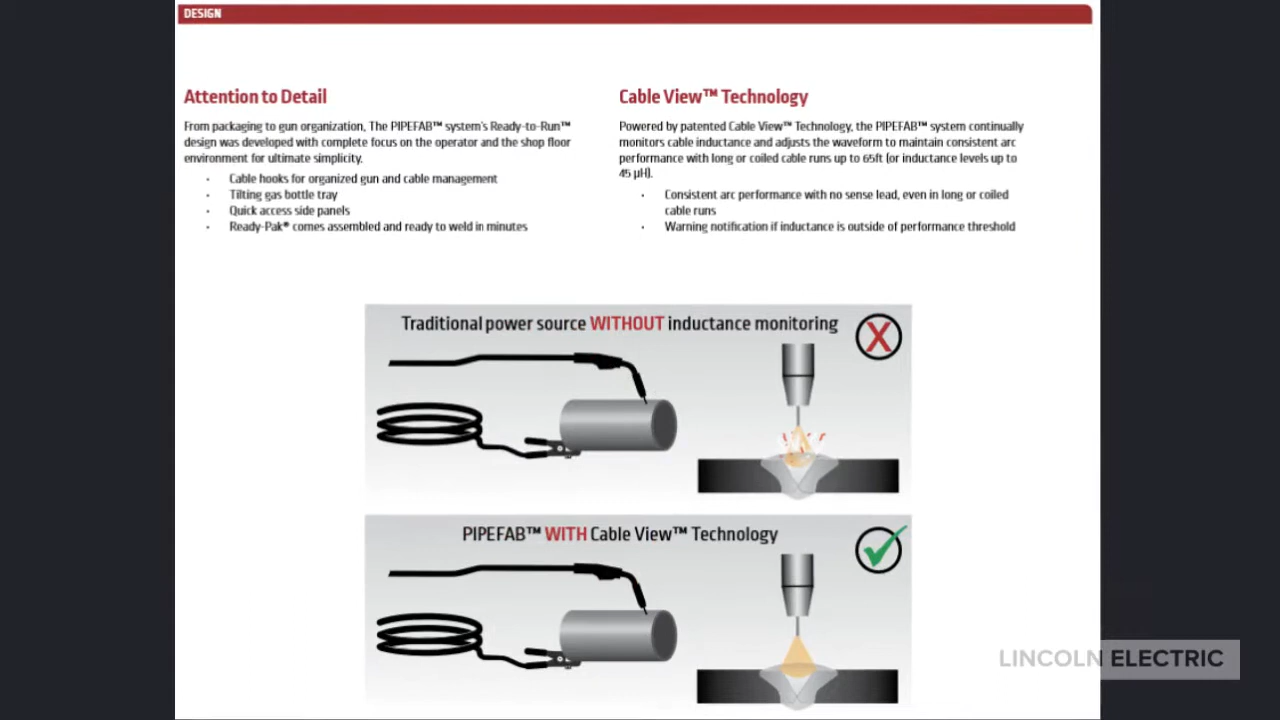 DESIGN
Attention to Detail
From packaging to gun organization, The PIPEFAB™ system's Ready-to-Run™
design was developed with complete focus on the operator and the shop floor
environment for ultimate simplicity.
· Cable hooks for organized gun and cable management
· Tilting gas bottle tray
· Quick access side panels
· Ready-Pak® comes assembled and ready to weld in minutes
Cable View™ Technology
Powered by patented Cable View™ Technology, the PIPEFAB™ system continually
monitors cable inductance and adjusts the waveform to maintain consistent arc
performance with long or coiled cable runs up to 65ft (or inductance levels up to
45 µH).
· Consistent arc performance with no sense lead, even in long or coiled
cable runs
· Warning notification if inductance is outside of performance threshold
Traditional power source WITHOUT inductance monitoring
X
PIPEFAB™ WITH Cable View™ Technology
LINCOLN ELECTRIC